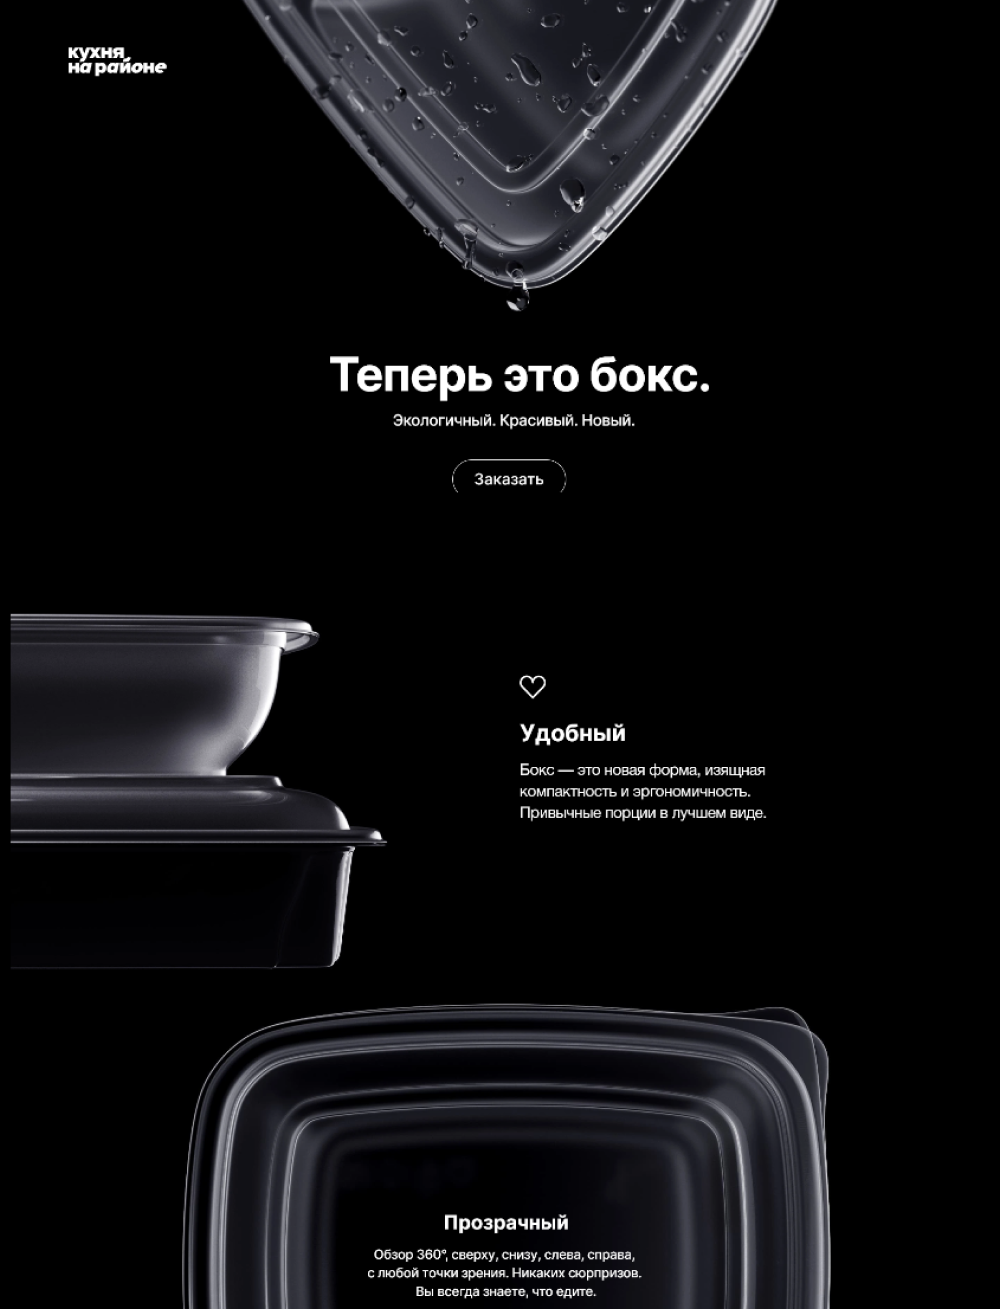 кухня
на районе
Теперь это бокс.
Экологичный. Красивый. Новый.
Заказать
Удобный
Бокс — это новая форма, изящная
компактность и эргономичность.
Привычные порции в лучшем виде.
Прозрачный
Обзор 360°, сверху, снизу, слева, справа,
с любой точки зрения. Никаких сюрпризов.
Вы всегда знаете, что едите.